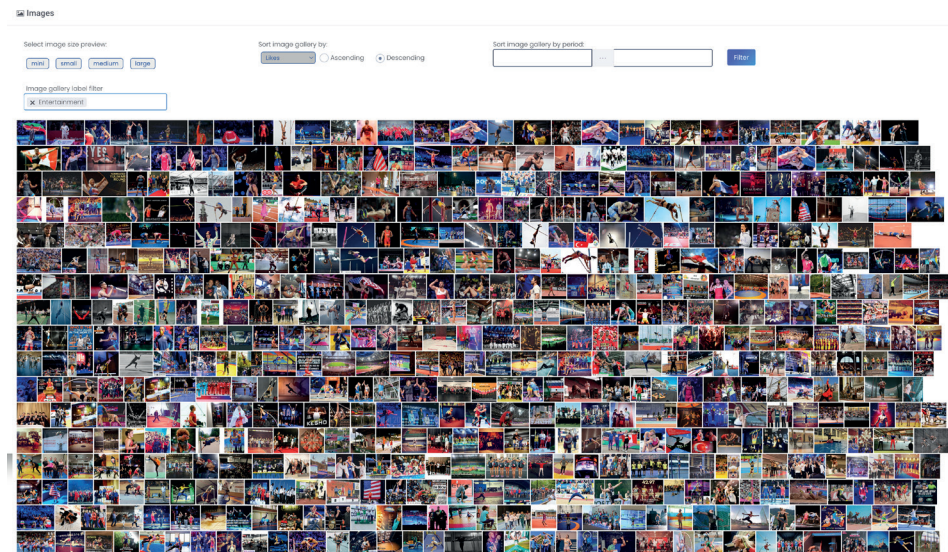 Images
Select image size preview:
mini small medium large
Sort image gallery by:
Likes Ascending Descending
Sort image gallery by period:
... Filter
Image gallery label filter
× Entertainment